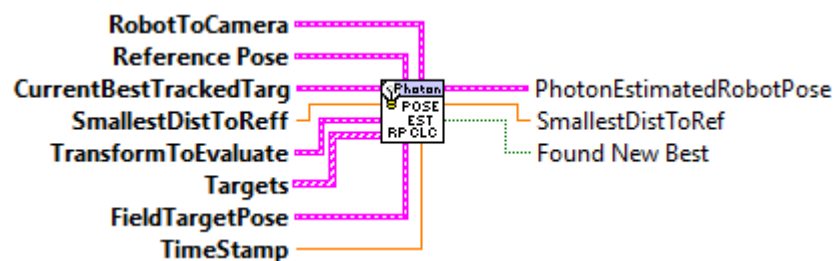 RobotToCamera
Reference Pose
CurrentBestTrackedTarg
SmallestDistToReff
TransformToEvaluate
Targets
FieldTargetPose
TimeStamp
Photon
POSE
EST
RP CLC
PhotonEstimatedRobotPose
SmallestDistToRef
Found New Best